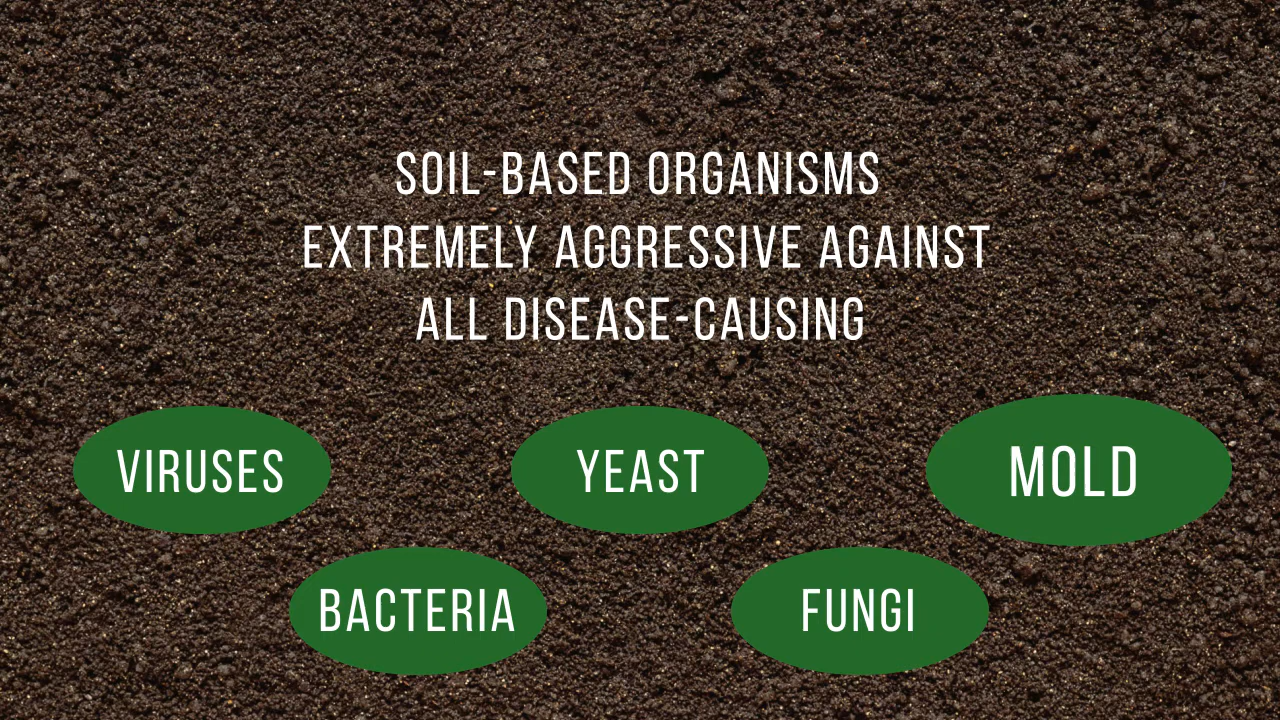 SOIL-BASED ORGANISMS
EXTREMELY AGGRESSIVE AGAINST
ALL DISEASE-CAUSING
VIRUSES
YEAST
MOLD
BACTERIA
FUNGI